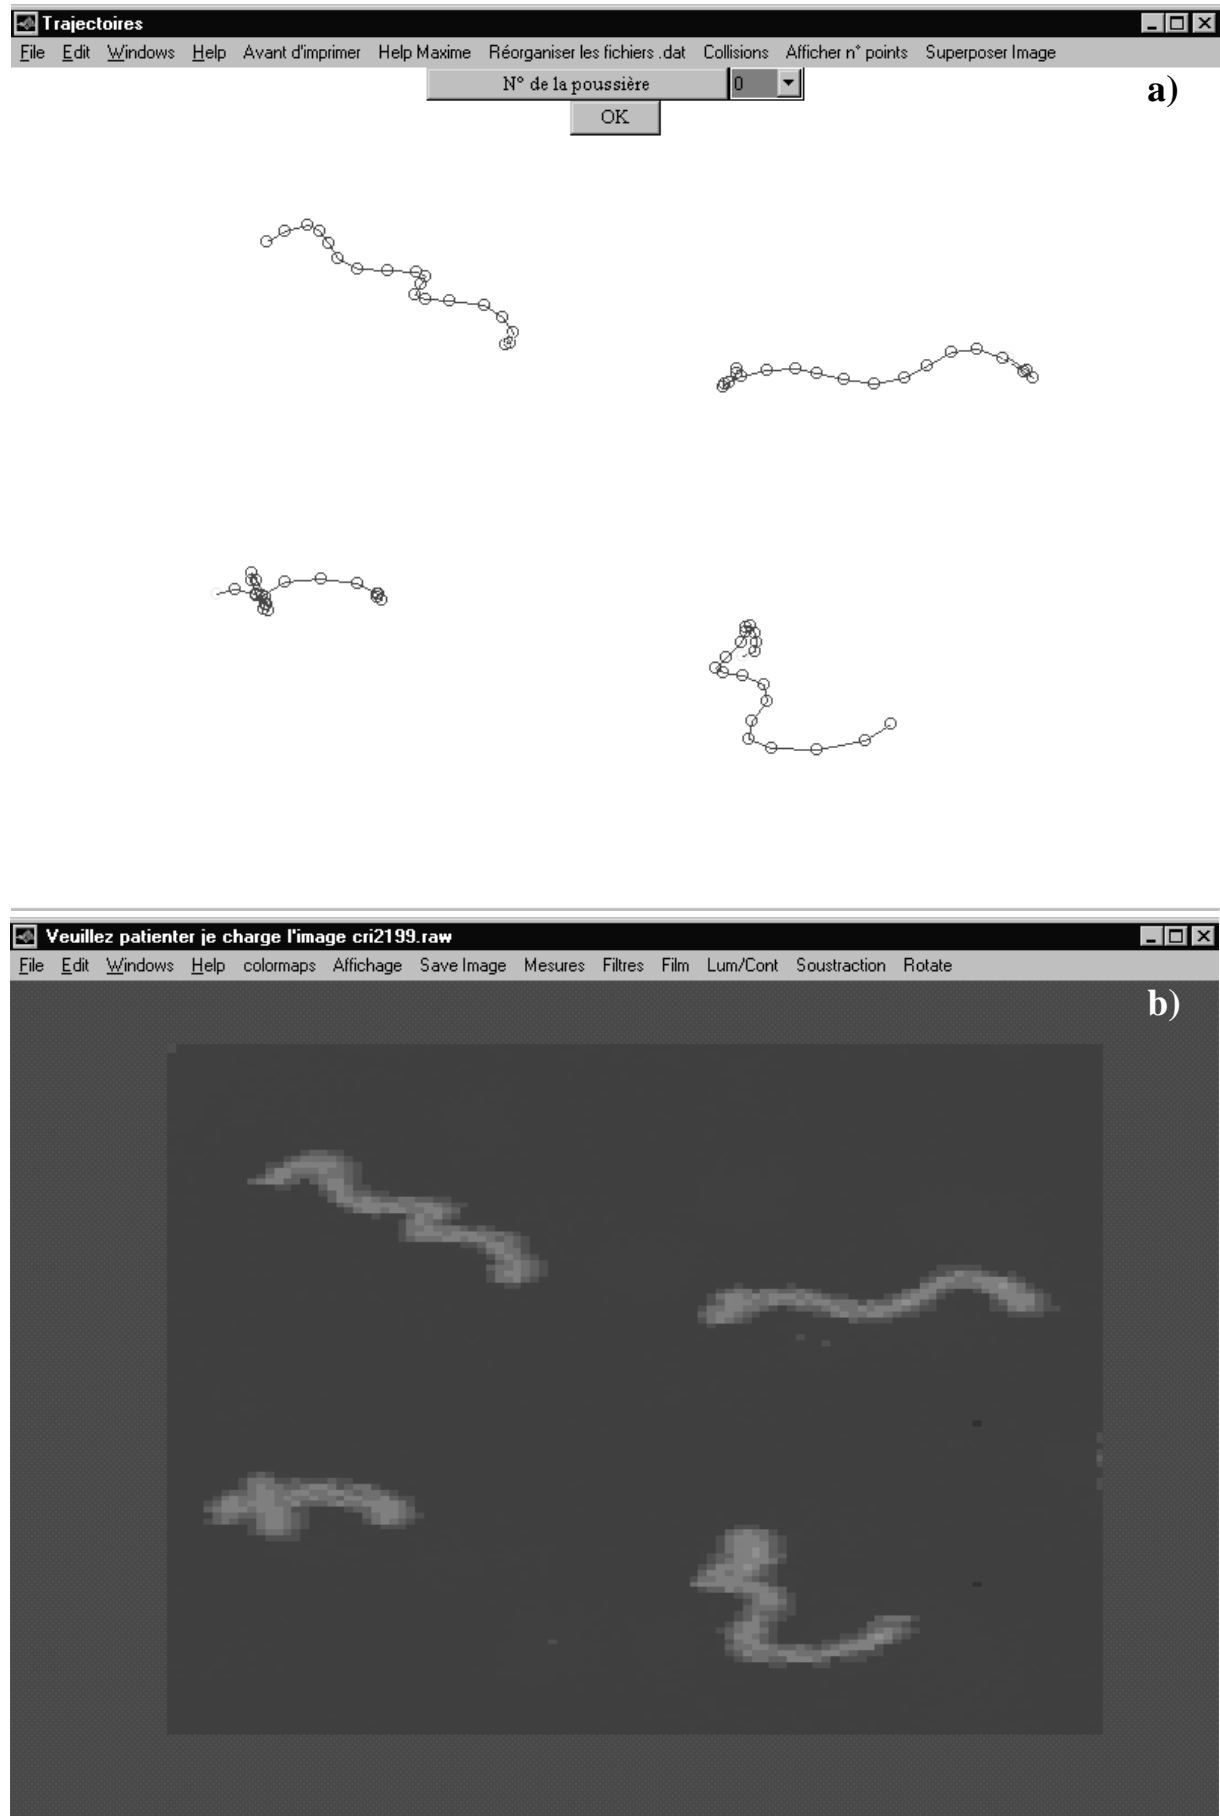 Trajectoires
File Edit Windows Help Avant d'imprimer Help Maxime Réorganiser les fichiers .dat Collisions Afficher n° points Superposer Image
N° de la poussière 0
a)
OK
Veuillez patienter je charge l'image cri2199.raw
File Edit Windows Help colormaps Affichage Save Image Mesures Filtres Film Lum/Cont Soustraction Rotate
b)